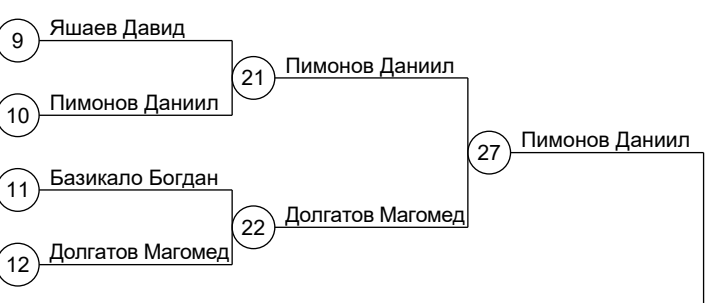 9 Яшаев Давид
21 Пимонов Даниил
10 Пимонов Даниил
27 Пимонов Даниил
11 Базикало Богдан
22 Долгатов Магомед
12 Долгатов Магомед